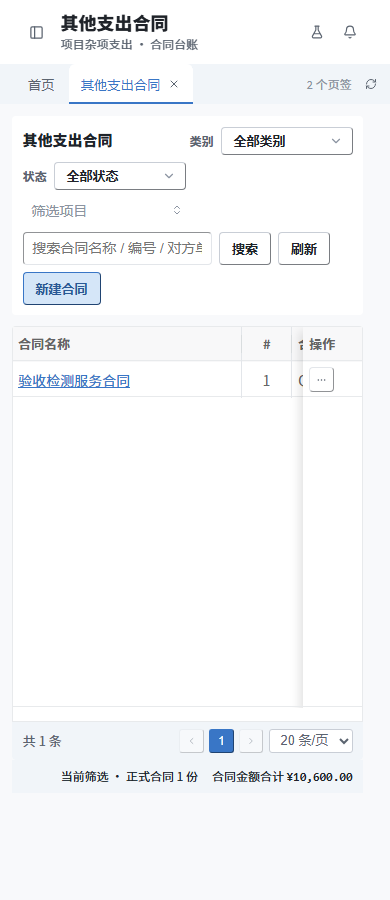 其他支出合同
项目杂项支出 · 合同台账
首页
其他支出合同
2 个页签
其他支出合同
类别
全部类别
状态
全部状态
筛选项目
搜索合同名称 / 编号 / 对方
搜索
刷新
新建合同
合同名称
#
操作
验收检测服务合同
1
共 1 条
1
20 条/页
当前筛选 · 正式合同 1 份
合同金额合计 ¥10,600.00